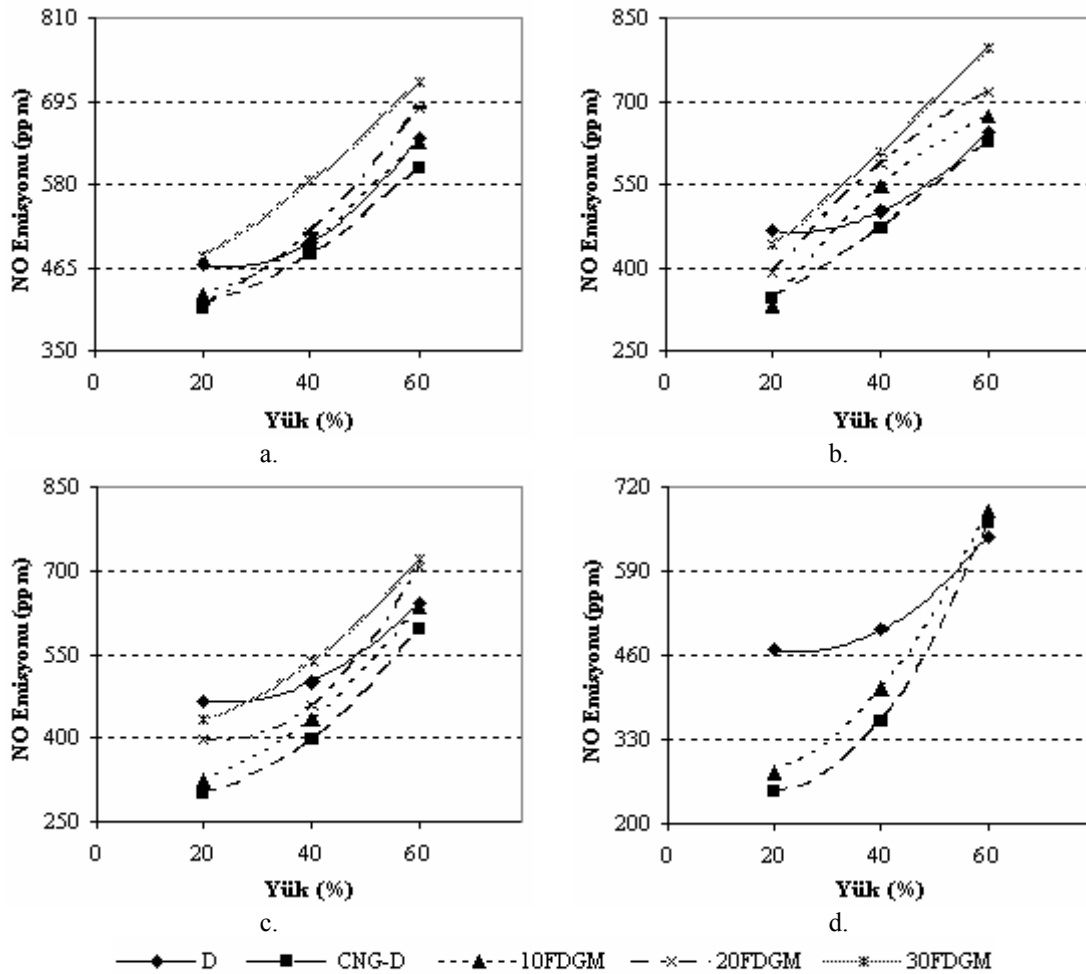 NO Emisyonu (ppm)
810
695
580
465
350
0 20 40 60
Yük (%)
a.
NO Emisyonu (ppm)
850
700
550
400
250
0 20 40 60
Yük (%)
b.
NO Emisyonu (ppm)
850
700
550
400
250
0 20 40 60
Yük (%)
c.
NO Emisyonu (ppm)
720
590
460
330
200
0 20 40 60
Yük (%)
d.
D CNG-D 10FDGM 20FDGM 30FDGM